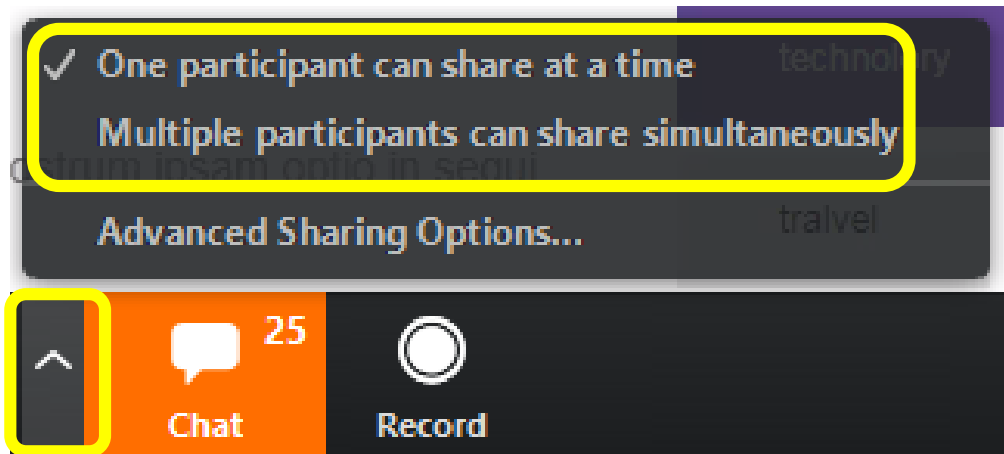 One participant can share at a time
technolory
Multiple participants can share simultaneously
ostrum ipsam optio in sequi
Advanced Sharing Options...
tralvel
25
Chat
Record